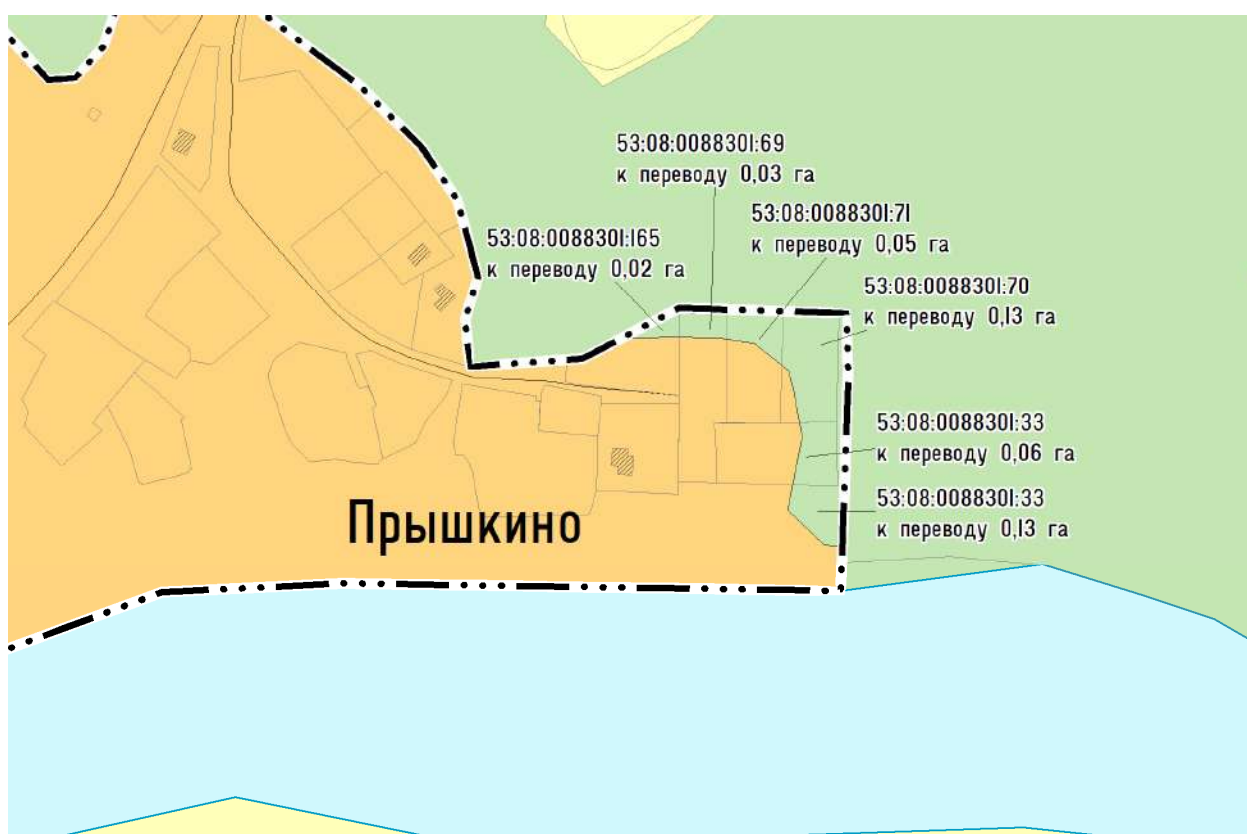 53:08:0088301:69
к переводу 0,03 га
53:08:0088301:71
к переводу 0,05 га
53:08:0088301:165
к переводу 0,02 га
53:08:0088301:70
к переводу 0,13 га
53:08:0088301:33
к переводу 0,06 га
53:08:0088301:33
к переводу 0,13 га
Прышкино